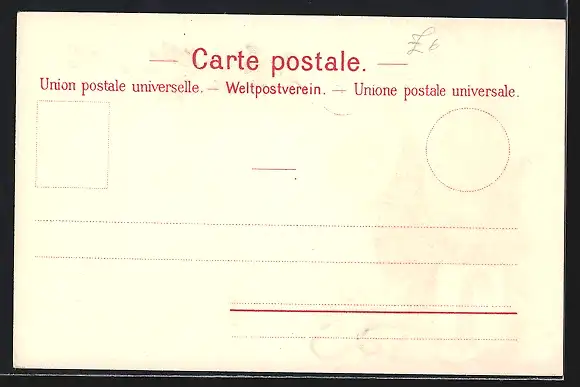 — Carte postale. —
Union postale universelle. — Weltpostverein. — Unione postale universale.